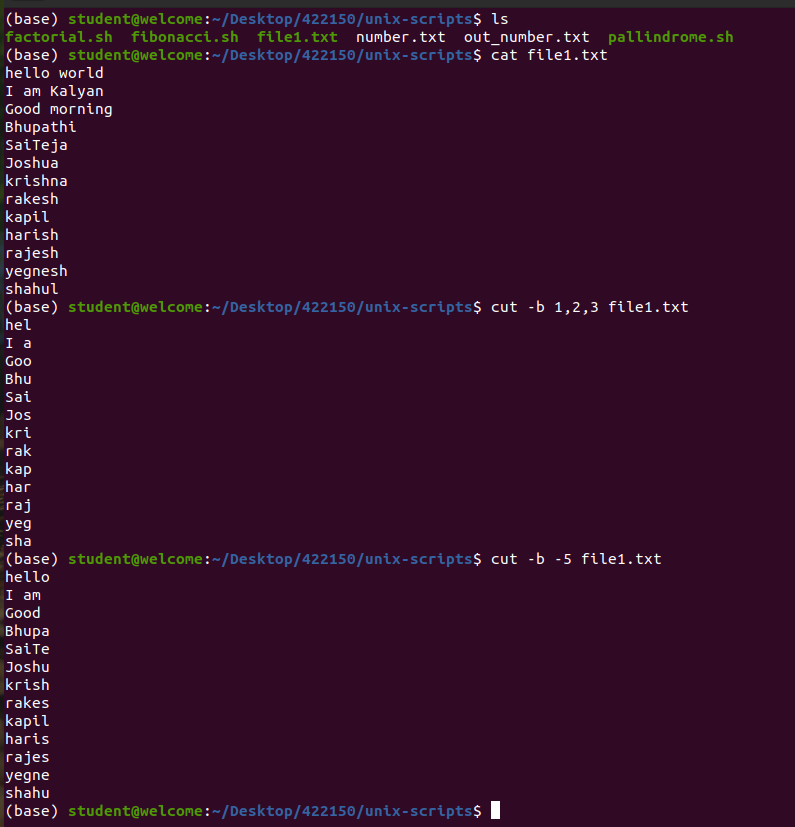 (base) student@welcome:~/Desktop/422150/unix-scripts$ ls
factorial.sh  fibonacci.sh  file1.txt  number.txt  out_number.txt  pallindrome.sh
(base) student@welcome:~/Desktop/422150/unix-scripts$ cat file1.txt
hello world
I am Kalyan
Good morning
Bhupathi
SaiTeja
Joshua
krishna
rakesh
kapil
harish
rajesh
yegnesh
shahul
(base) student@welcome:~/Desktop/422150/unix-scripts$ cut -b 1,2,3 file1.txt
hel
I a
Goo
Bhu
Sai
Jos
kri
rak
kap
har
raj
yeg
sha
(base) student@welcome:~/Desktop/422150/unix-scripts$ cut -b -5 file1.txt
hello
I am
Good
Bhupa
SaiTe
Joshu
krish
rakes
kapil
haris
rajes
yegne
shahu
(base) student@welcome:~/Desktop/422150/unix-scripts$